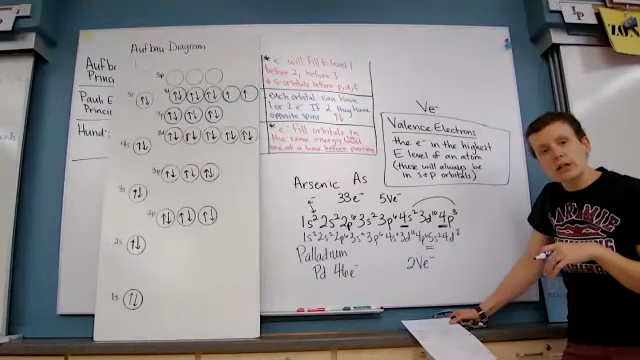 Aufbau Diagram
5p
5s
4d
4p
4s
3d
3p
3s
2p
2s
1s
Aufb
Princ
Pauli E
Princip
Hund's
* e⁻ will fill E level 1
before 2, before 3
+ s orbitals before p, d, f
each orbital can have
1 or 2 e⁻ If 2 they have
opposite spins ↑↓
* e⁻ fill orbitals in
the same energy level
one at a time before pairing
Ve⁻
Valence Electrons
the e⁻ in the highest
E level of an atom
(these will always be
in s+p orbitals)
Arsenic As
e⁻ 33e⁻ 5Ve⁻
1s²2s²2p⁶3s²3p⁶4s²3d¹⁰4p³
1s²2s²2p⁶3s²3p⁶4s²3d¹⁰4p⁶5s²4d⁸
Palladium
Pd 46e⁻ 2Ve⁻
ZON